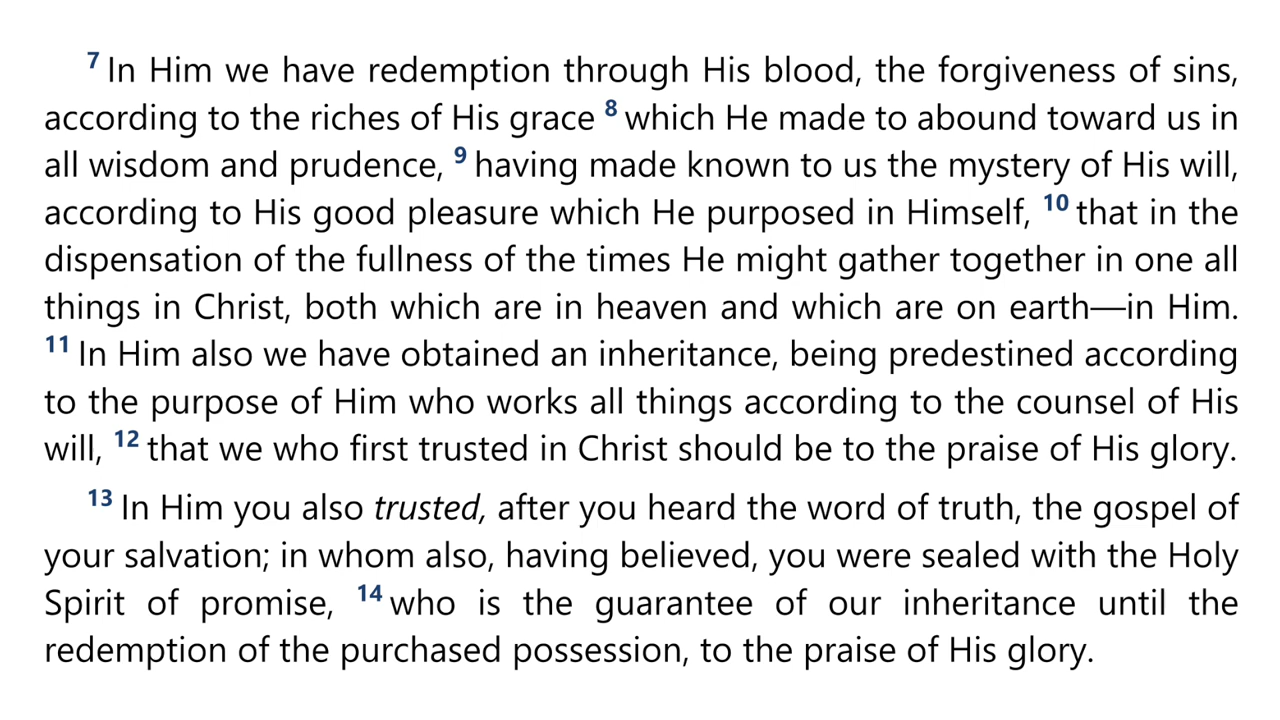 7 In Him we have redemption through His blood, the forgiveness of sins,
according to the riches of His grace 8 which He made to abound toward us in
all wisdom and prudence, 9 having made known to us the mystery of His will,
according to His good pleasure which He purposed in Himself, 10 that in the
dispensation of the fullness of the times He might gather together in one all
things in Christ, both which are in heaven and which are on earth—in Him.
11 In Him also we have obtained an inheritance, being predestined according
to the purpose of Him who works all things according to the counsel of His
will, 12 that we who first trusted in Christ should be to the praise of His glory.
13 In Him you also trusted, after you heard the word of truth, the gospel of
your salvation; in whom also, having believed, you were sealed with the Holy
Spirit of promise, 14 who is the guarantee of our inheritance until the
redemption of the purchased possession, to the praise of His glory.